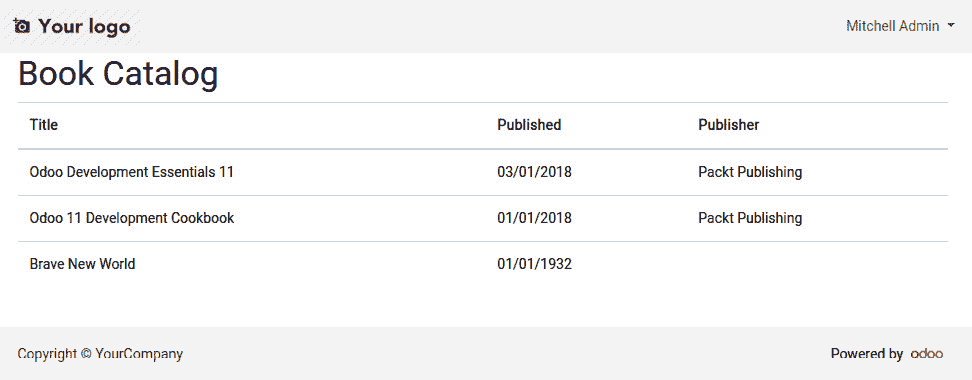 Your logo Mitchell Admin
Book Catalog
Title Published Publisher
Odoo Development Essentials 11 03/01/2018 Packt Publishing
Odoo 11 Development Cookbook 01/01/2018 Packt Publishing
Brave New World 01/01/1932
Copyright © YourCompany Powered by odoo